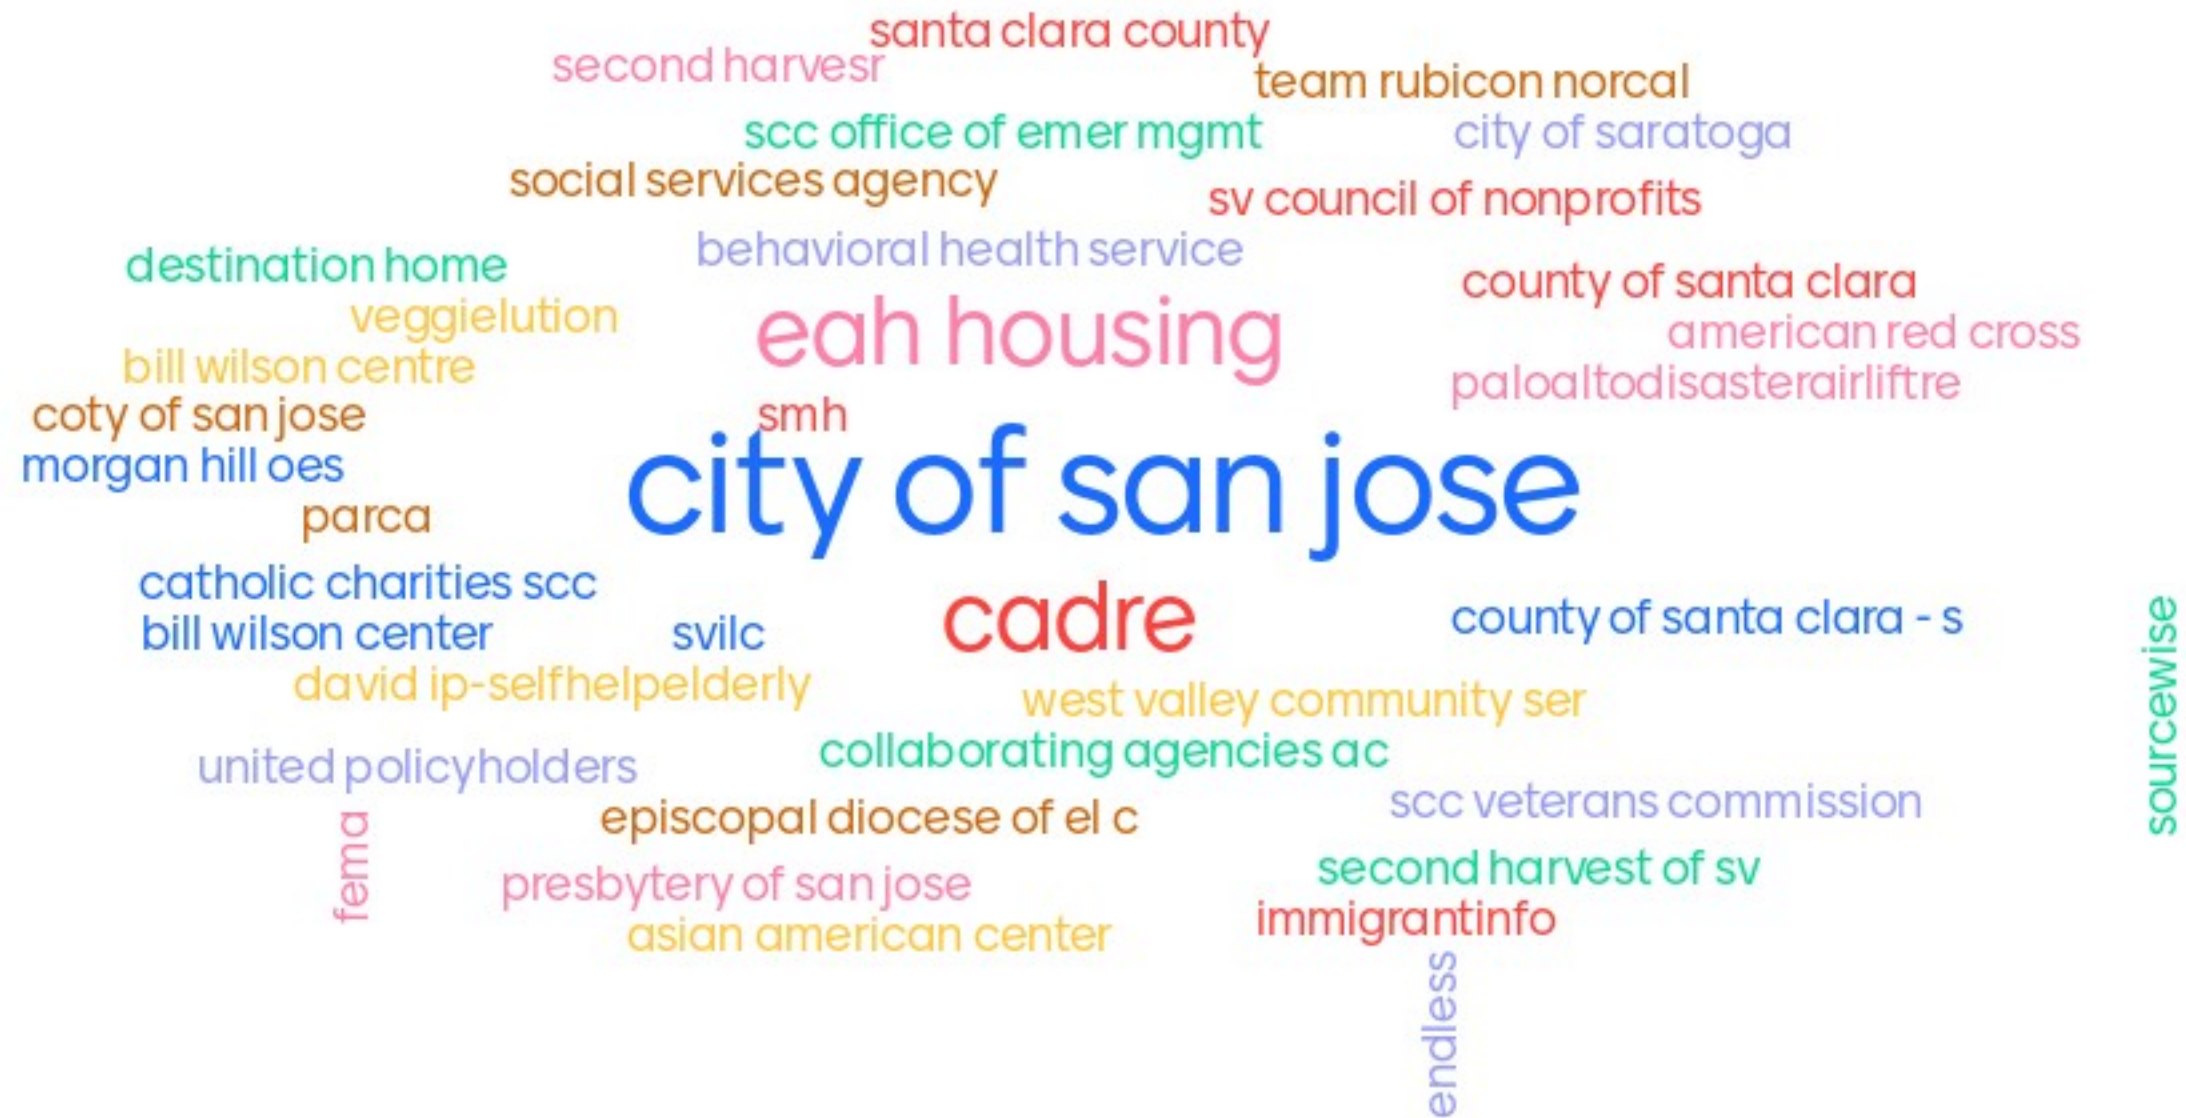 santa clara county
second harvesr
team rubicon norcal
scc office of emer mgmt
city of saratoga
social services agency
sv council of nonprofits
behavioral health service
destination home
county of santa clara
veggielution
eah housing
american red cross
bill wilson centre
paloaltodisasterairliftre
coty of san jose
smh
morgan hill oes
city of san jose
parca
catholic charities scc
cadre
county of santa clara - s
bill wilson center
svilc
sourcewise
david ip-selfhelpelderly
west valley community ser
collaborating agencies ac
united policyholders
scc veterans commission
episcopal diocese of el c
fema
second harvest of sv
presbytery of san jose
immigrantinfo
asian american center
endless